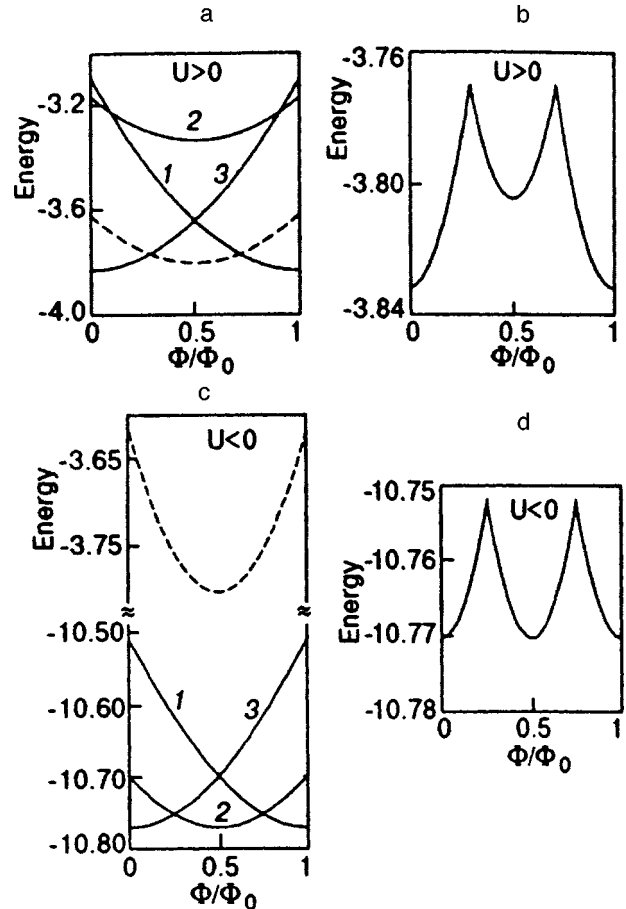 a
U>0
-3.2
-3.6
-4.0
Energy
1
2
3
0
0.5
1
Φ/Φ₀
b
U>0
-3.76
-3.80
-3.84
Energy
0
0.5
1
Φ/Φ₀
c
U<0
-3.65
-3.75
Energy
≈
≈
-10.50
-10.60
-10.70
-10.80
Energy
1
2
3
0
0.5
1
Φ/Φ₀
d
U<0
-10.75
-10.76
-10.77
-10.78
Energy
0
0.5
1
Φ/Φ₀